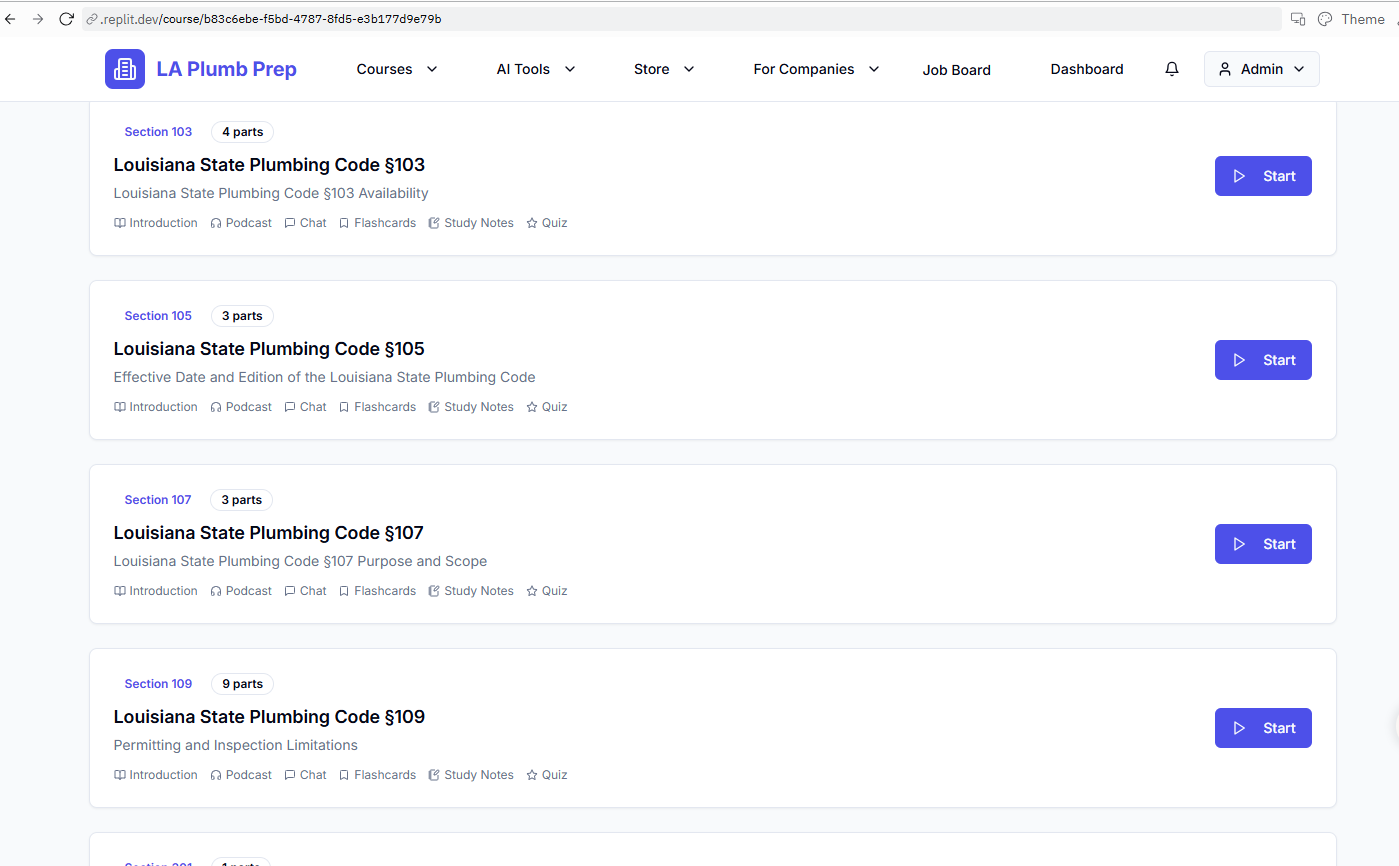 .replit.dev/course/b83c6ebe-f5bd-4787-8fd5-e3b177d9e79b Theme
LA Plumb Prep Courses AI Tools Store For Companies Job Board Dashboard Admin
Section 103 4 parts
Louisiana State Plumbing Code §103
Start
Louisiana State Plumbing Code §103 Availability
Introduction Podcast Chat Flashcards Study Notes Quiz
Section 105 3 parts
Louisiana State Plumbing Code §105
Start
Effective Date and Edition of the Louisiana State Plumbing Code
Introduction Podcast Chat Flashcards Study Notes Quiz
Section 107 3 parts
Louisiana State Plumbing Code §107
Start
Louisiana State Plumbing Code §107 Purpose and Scope
Introduction Podcast Chat Flashcards Study Notes Quiz
Section 109 9 parts
Louisiana State Plumbing Code §109
Start
Permitting and Inspection Limitations
Introduction Podcast Chat Flashcards Study Notes Quiz